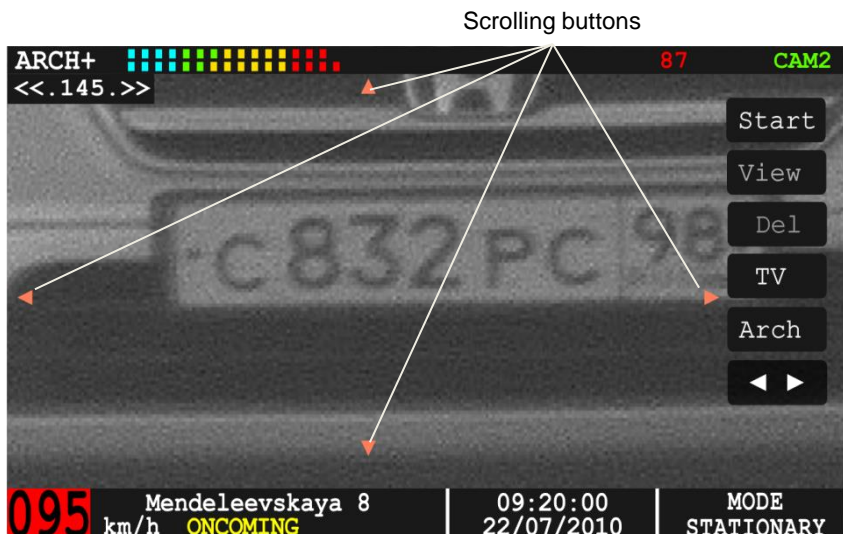 Scrolling buttons
ARCH+ 87 CAM2
<<.145.>>
Start
View
C832PC 98
Del
TV
Arch
095 km/h Mendeleevskaya 8 ONCOMING
09:20:00
22/07/2010
MODE
STATIONARY